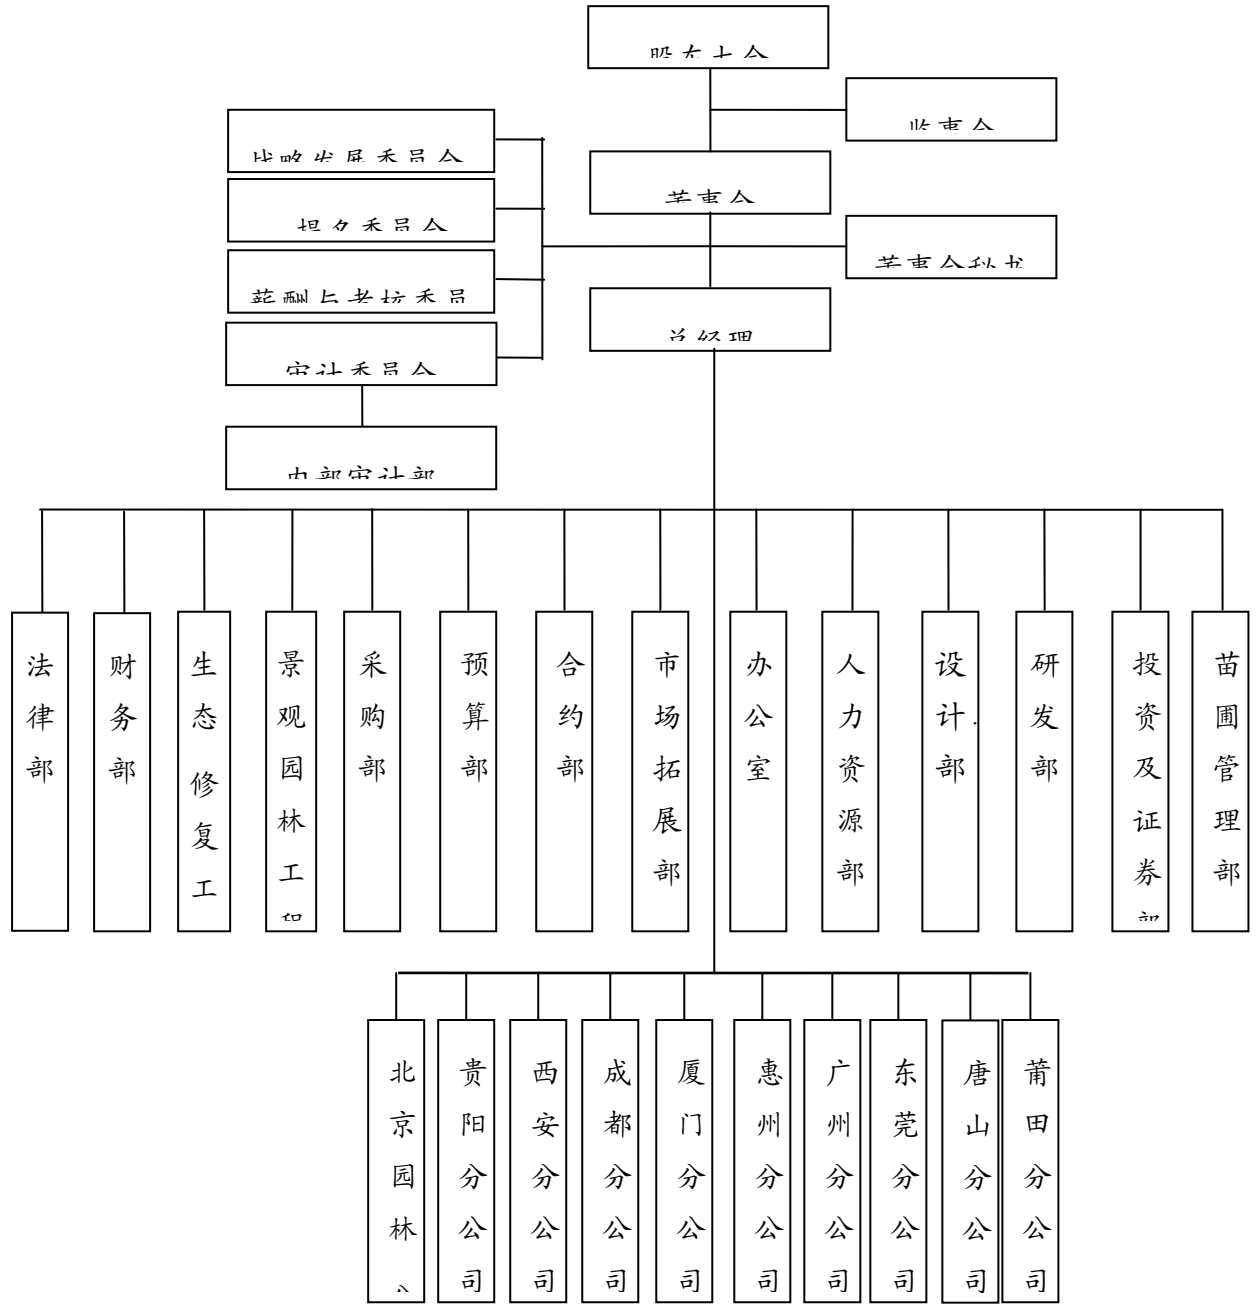 股东大会
监事会
战略发展委员会
董事会
提名委员会
董事会秘书
薪酬与考核委员
总经理
审计委员会
内部审计部
法律部
财务部
生态修复工
景观园林工程
采购部
预算部
合约部
市场拓展部
办公室
人力资源部
设计部
研发部
投资及证券部
苗圃管理部
北京园林
贵阳分公司
西安分公司
成都分公司
厦门分公司
惠州分公司
广州分公司
东莞分公司
唐山分公司
莆田分公司